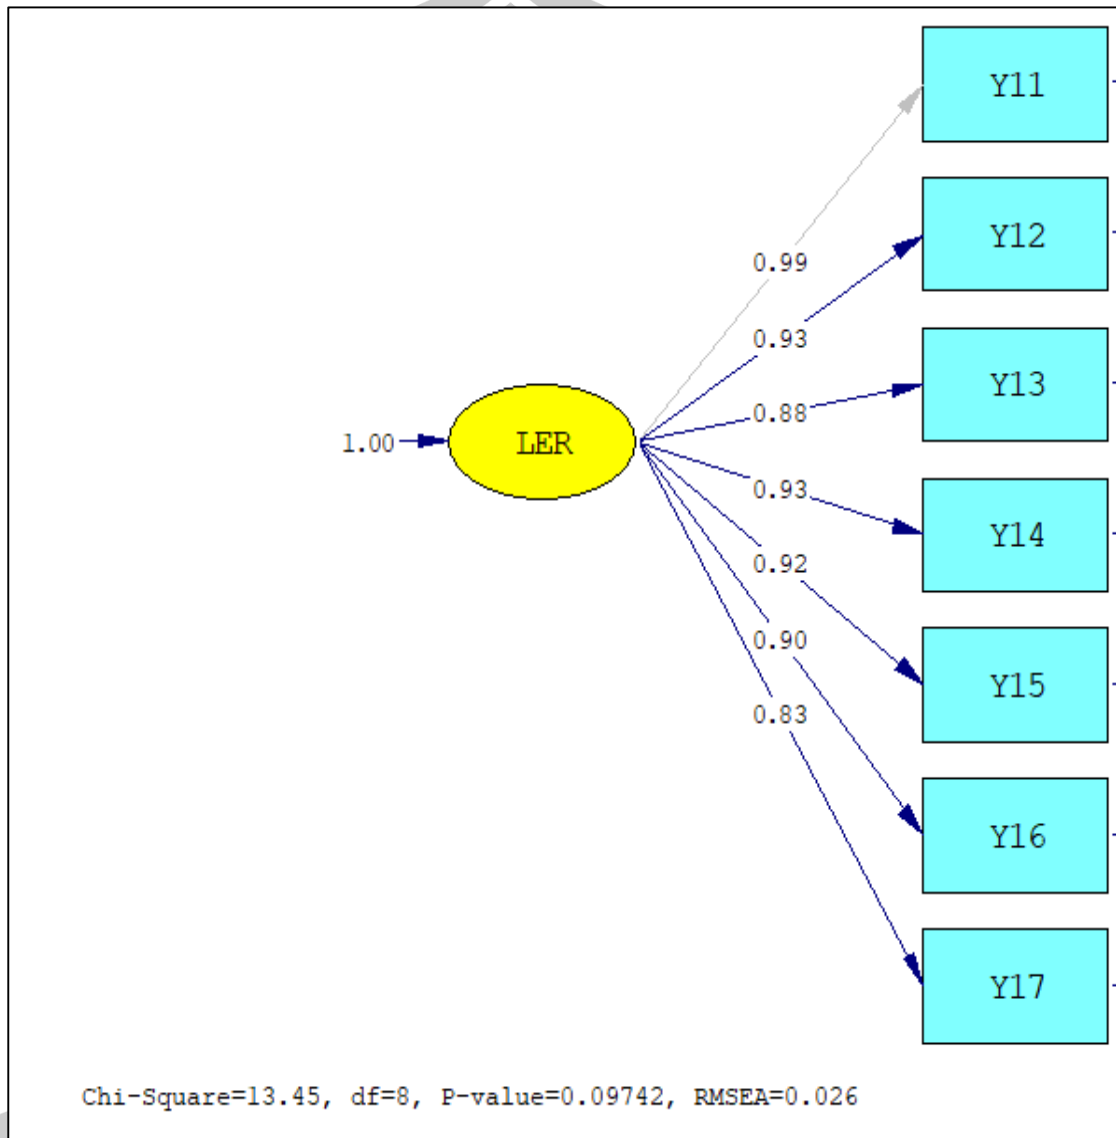 Y11
Y12
0.99
0.93
Y13
0.88
1.00
LER
0.93
Y14
0.92
0.90
Y15
0.83
Y16
Y17
Chi-Square=13.45, df=8, P-value=0.09742, RMSEA=0.026